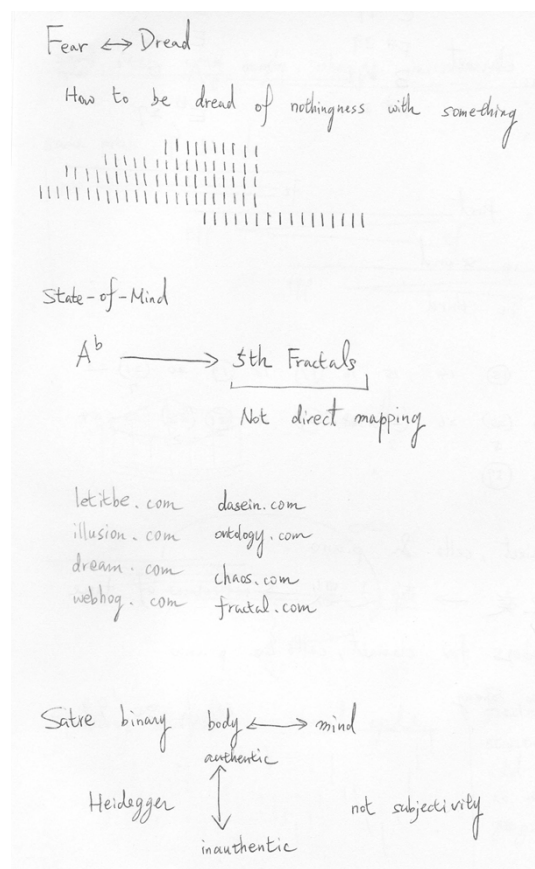 Fear ↔ Dread
How to be dread of nothingness with something
State-of-Mind
A^b → 5th Fractals
Not direct mapping
letitbe.com dasein.com
illusion.com ontology.com
dream.com chaos.com
webhog.com fractal.com
Satre binary body ↔ mind
authentic
Heidegger not subjectivity
inauthentic